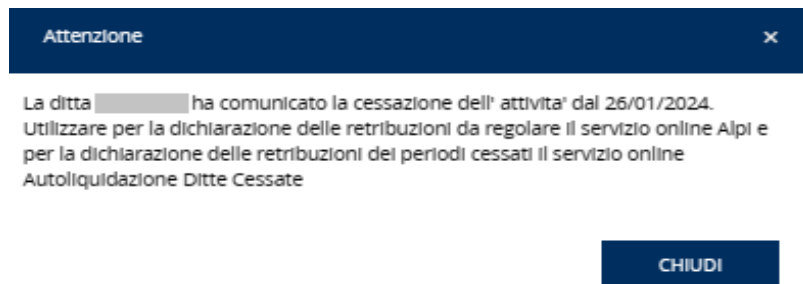 Attenzione ×
La ditta ha comunicato la cessazione dell' attivita' dal 26/01/2024.
Utilizzare per la dichiarazione delle retribuzioni da regolare il servizio online Alpi e
per la dichiarazione delle retribuzioni dei periodi cessati il servizio online
Autoliquidazione Ditte Cessate
CHIUDI